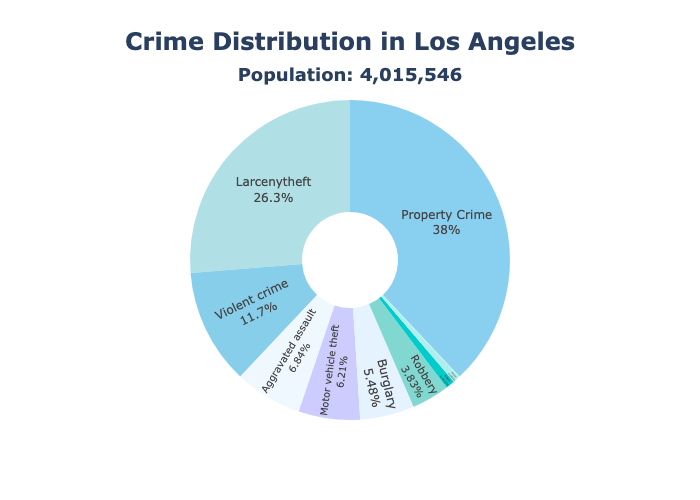 Crime Distribution in Los Angeles
Population: 4,015,546
Larcenytheft
26.3%
Property Crime
38%
Violent crime
11.7%
Aggravated assault
6.84%
Motor vehicle theft
6.21%
Burglary
5.48%
Robbery
3.83%